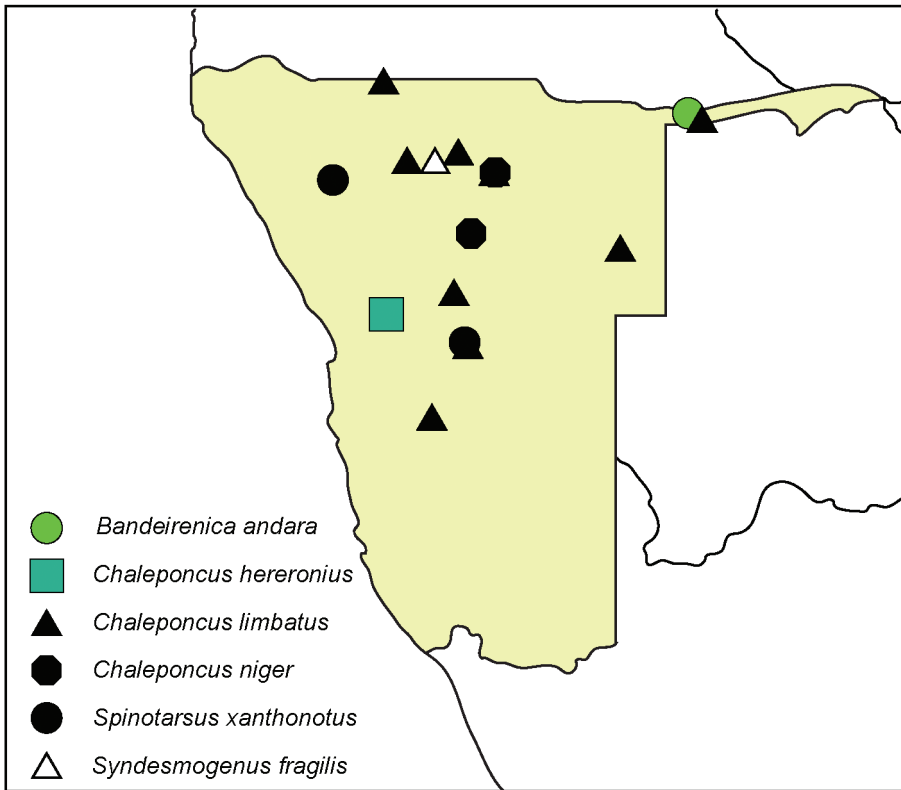 Bandeirenica andara
Chaleponcus hereronius
Chaleponcus limbatus
Chaleponcus niger
Spinotarsus xanthonotus
Syndesmogenus fragilis